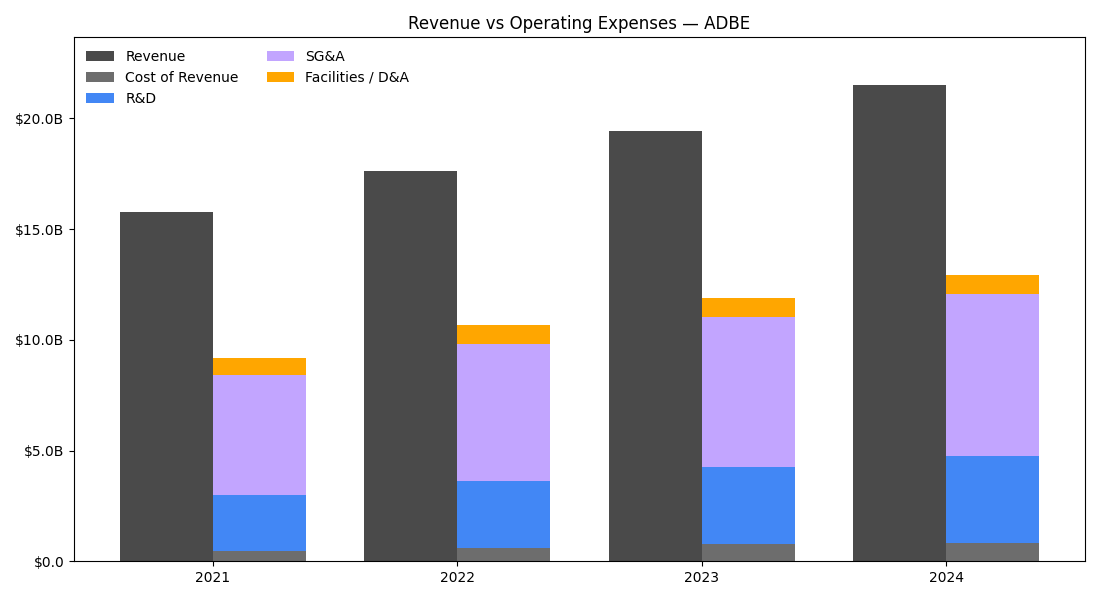 Revenue vs Operating Expenses — ADBE
Revenue
Cost of Revenue
R&D
SG&A
Facilities / D&A
$20.0B
$15.0B
$10.0B
$5.0B
$0.0
2021 2022 2023 2024